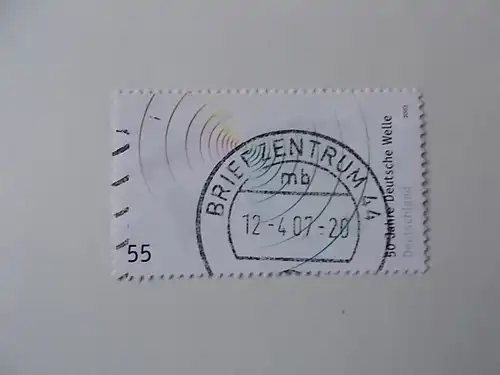 BRIEFZENTRUM 44
mb
12-4.07-20
55
50 Jahre Deutsche Welle
Deutschland
2003